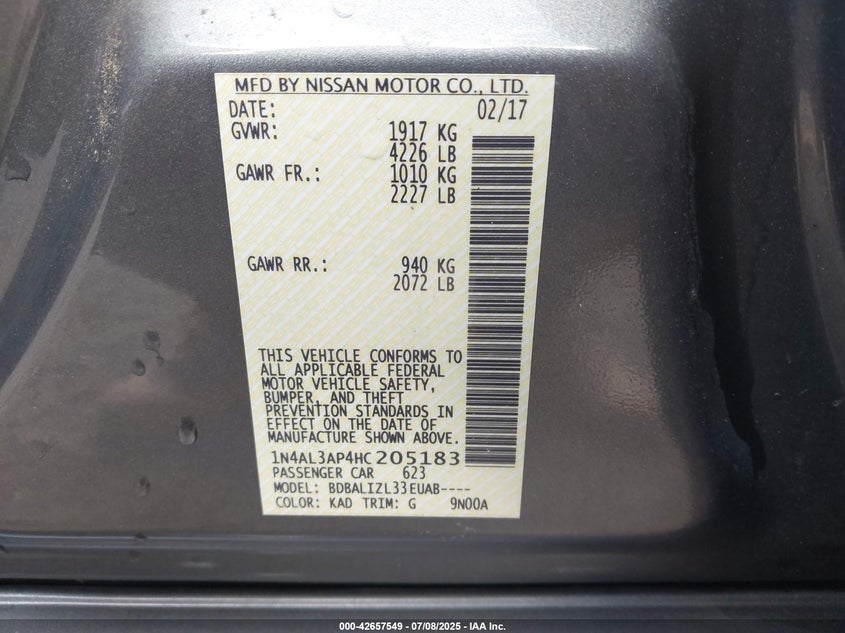 MFD BY NISSAN MOTOR CO., LTD.
DATE: 02/17
GVWR: 1917 KG
4226 LB
GAWR FR.: 1010 KG
2227 LB
GAWR RR.: 940 KG
2072 LB
THIS VEHICLE CONFORMS TO
ALL APPLICABLE FEDERAL
MOTOR VEHICLE SAFETY,
BUMPER, AND THEFT
PREVENTION STANDARDS IN
EFFECT ON THE DATE OF
MANUFACTURE SHOWN ABOVE.
1N4AL3AP4HC205183
PASSENGER CAR 623
MODEL: BDBALIZL33EUAB----
COLOR: KAD TRIM: G 9N00A
000-42657549 - 07/08/2025 - IAA Inc.